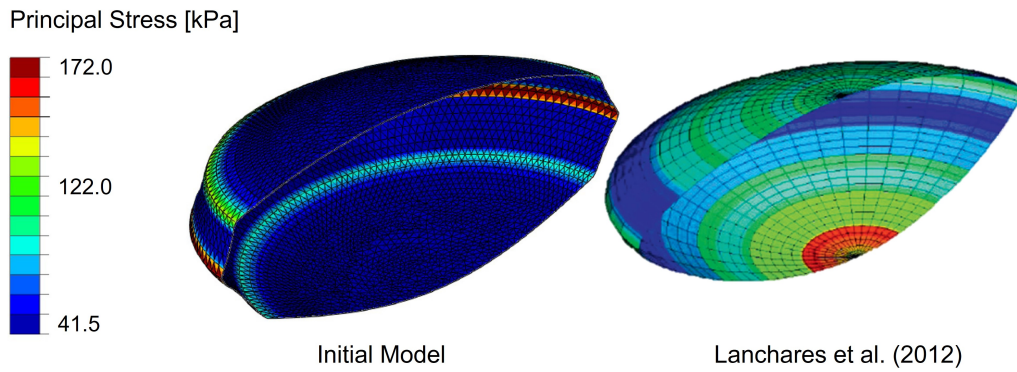 Principal Stress [kPa]
172.0
122.0
41.5
Initial Model
Lanchares et al. (2012)